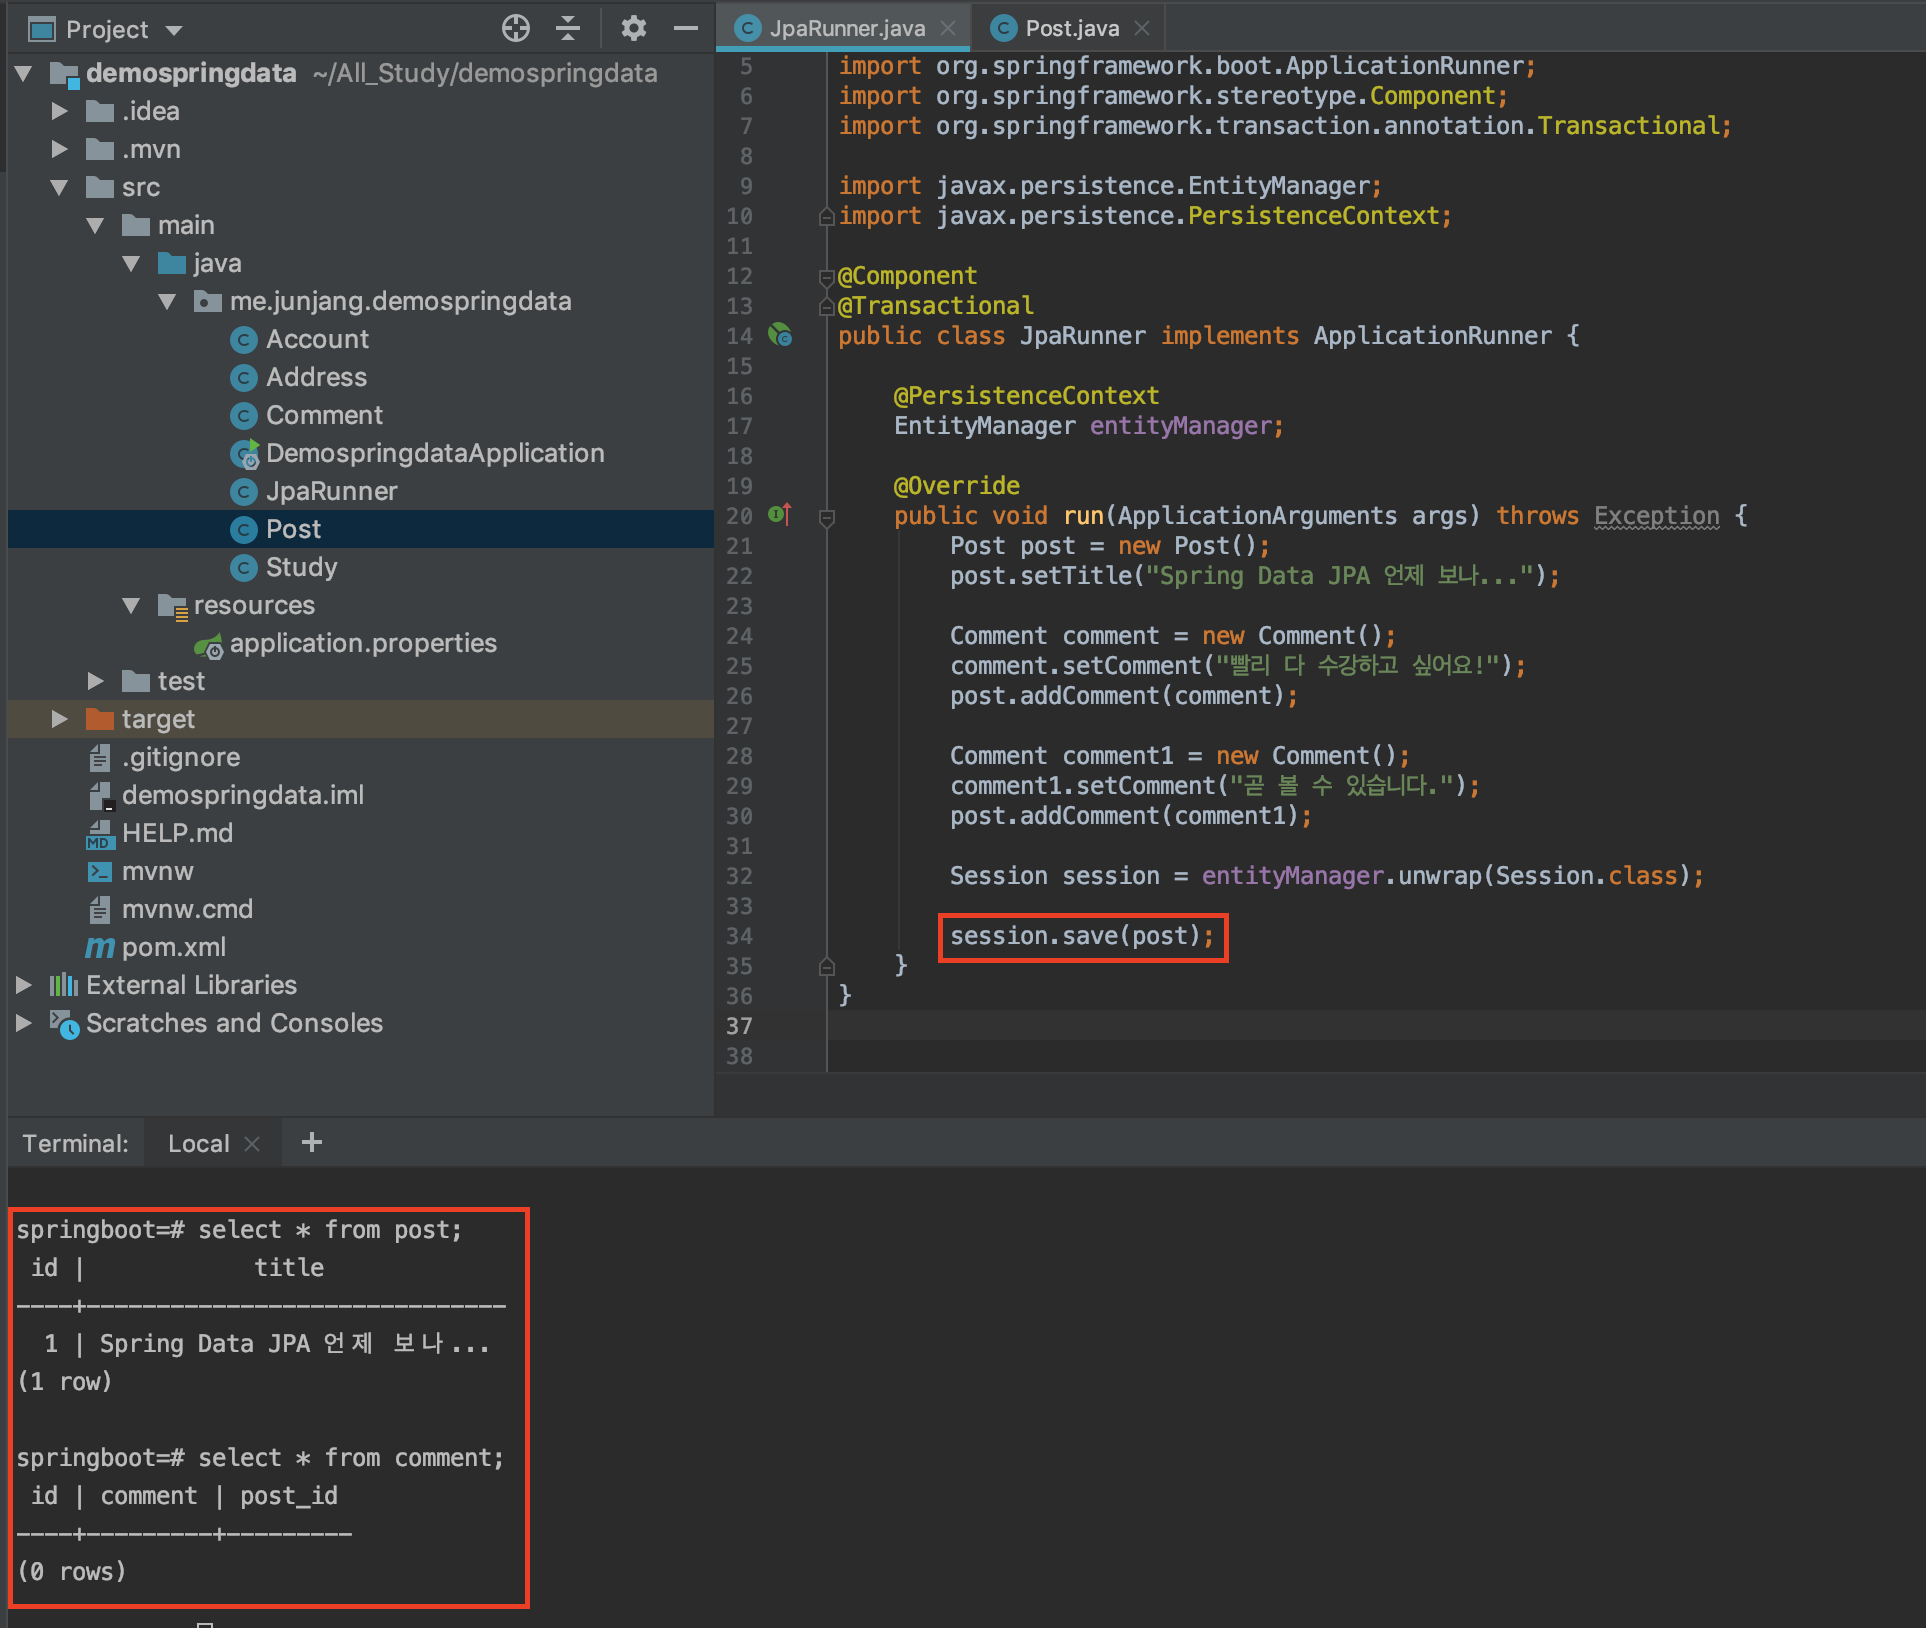 Project
demospringdata ~/All_Study/demospringdata
.idea
.mvn
src
main
java
me.junjang.demospringdata
Account
Address
Comment
DemospringdataApplication
JpaRunner
Post
Study
resources
application.properties
test
target
.gitignore
demospringdata.iml
HELP.md
mvnw
mvnw.cmd
pom.xml
External Libraries
Scratches and Consoles
JpaRunner.java
Post.java
5 import org.springframework.boot.ApplicationRunner;
6 import org.springframework.stereotype.Component;
7 import org.springframework.transaction.annotation.Transactional;
8
9 import javax.persistence.EntityManager;
10 import javax.persistence.PersistenceContext;
11
12 @Component
13 @Transactional
14 public class JpaRunner implements ApplicationRunner {
15
16 @PersistenceContext
17 EntityManager entityManager;
18
19 @Override
20 public void run(ApplicationArguments args) throws Exception {
21 Post post = new Post();
22 post.setTitle("Spring Data JPA 언제 보나...");
23
24 Comment comment = new Comment();
25 comment.setComment("빨리 다 수강하고 싶어요!");
26 post.addComment(comment);
27
28 Comment comment1 = new Comment();
29 comment1.setComment("곧 볼 수 있습니다.");
30 post.addComment(comment1);
31
32 Session session = entityManager.unwrap(Session.class);
33
34 session.save(post);
35 }
36 }
37
38
Terminal: Local +
springboot=# select * from post;
id | title
----+------------------------------
1 | Spring Data JPA 언제 보나...
(1 row)
springboot=# select * from comment;
id | comment | post_id
----+---------+---------
(0 rows)